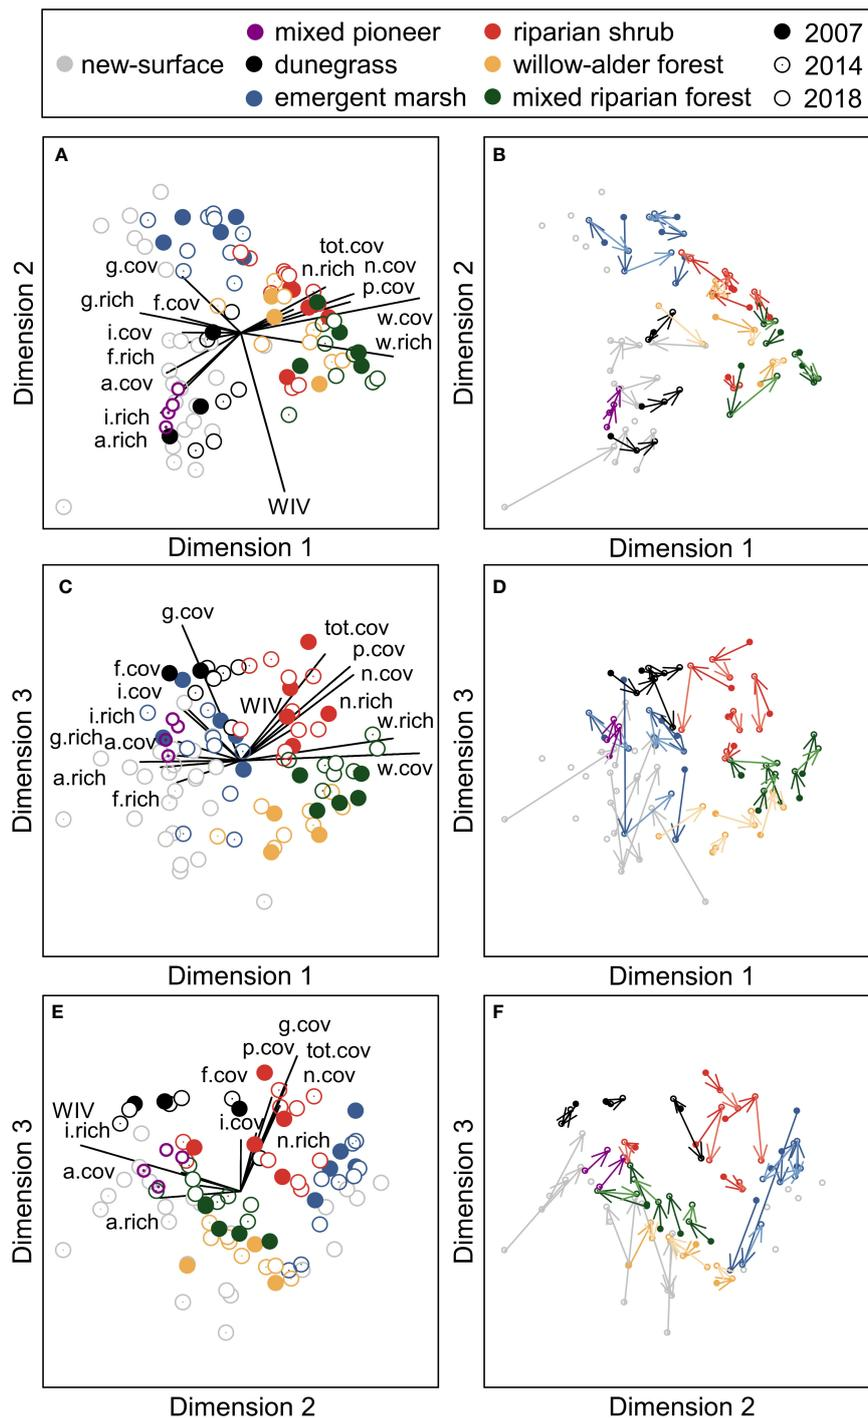 mixed pioneer riparian shrub 2007
new-surface dunegrass willow-alder forest 2014
emergent marsh mixed riparian forest 2018
A
tot.cov
g.cov n.rich n.cov
p.cov
g.rich f.cov
w.cov
i.cov
w.rich
f.rich
a.cov
i.rich
a.rich
WIV
Dimension 2
Dimension 1
B
Dimension 2
Dimension 1
C
g.cov
tot.cov
p.cov
f.cov n.cov
i.cov
WIV n.rich
i.rich
w.rich
g.rich a.cov
w.cov
a.rich
f.rich
Dimension 3
Dimension 1
D
Dimension 3
Dimension 1
E
g.cov
p.cov tot.cov
f.cov n.cov
WIV
i.cov
i.rich
n.rich
a.cov
a.rich
Dimension 3
Dimension 2
F
Dimension 3
Dimension 2